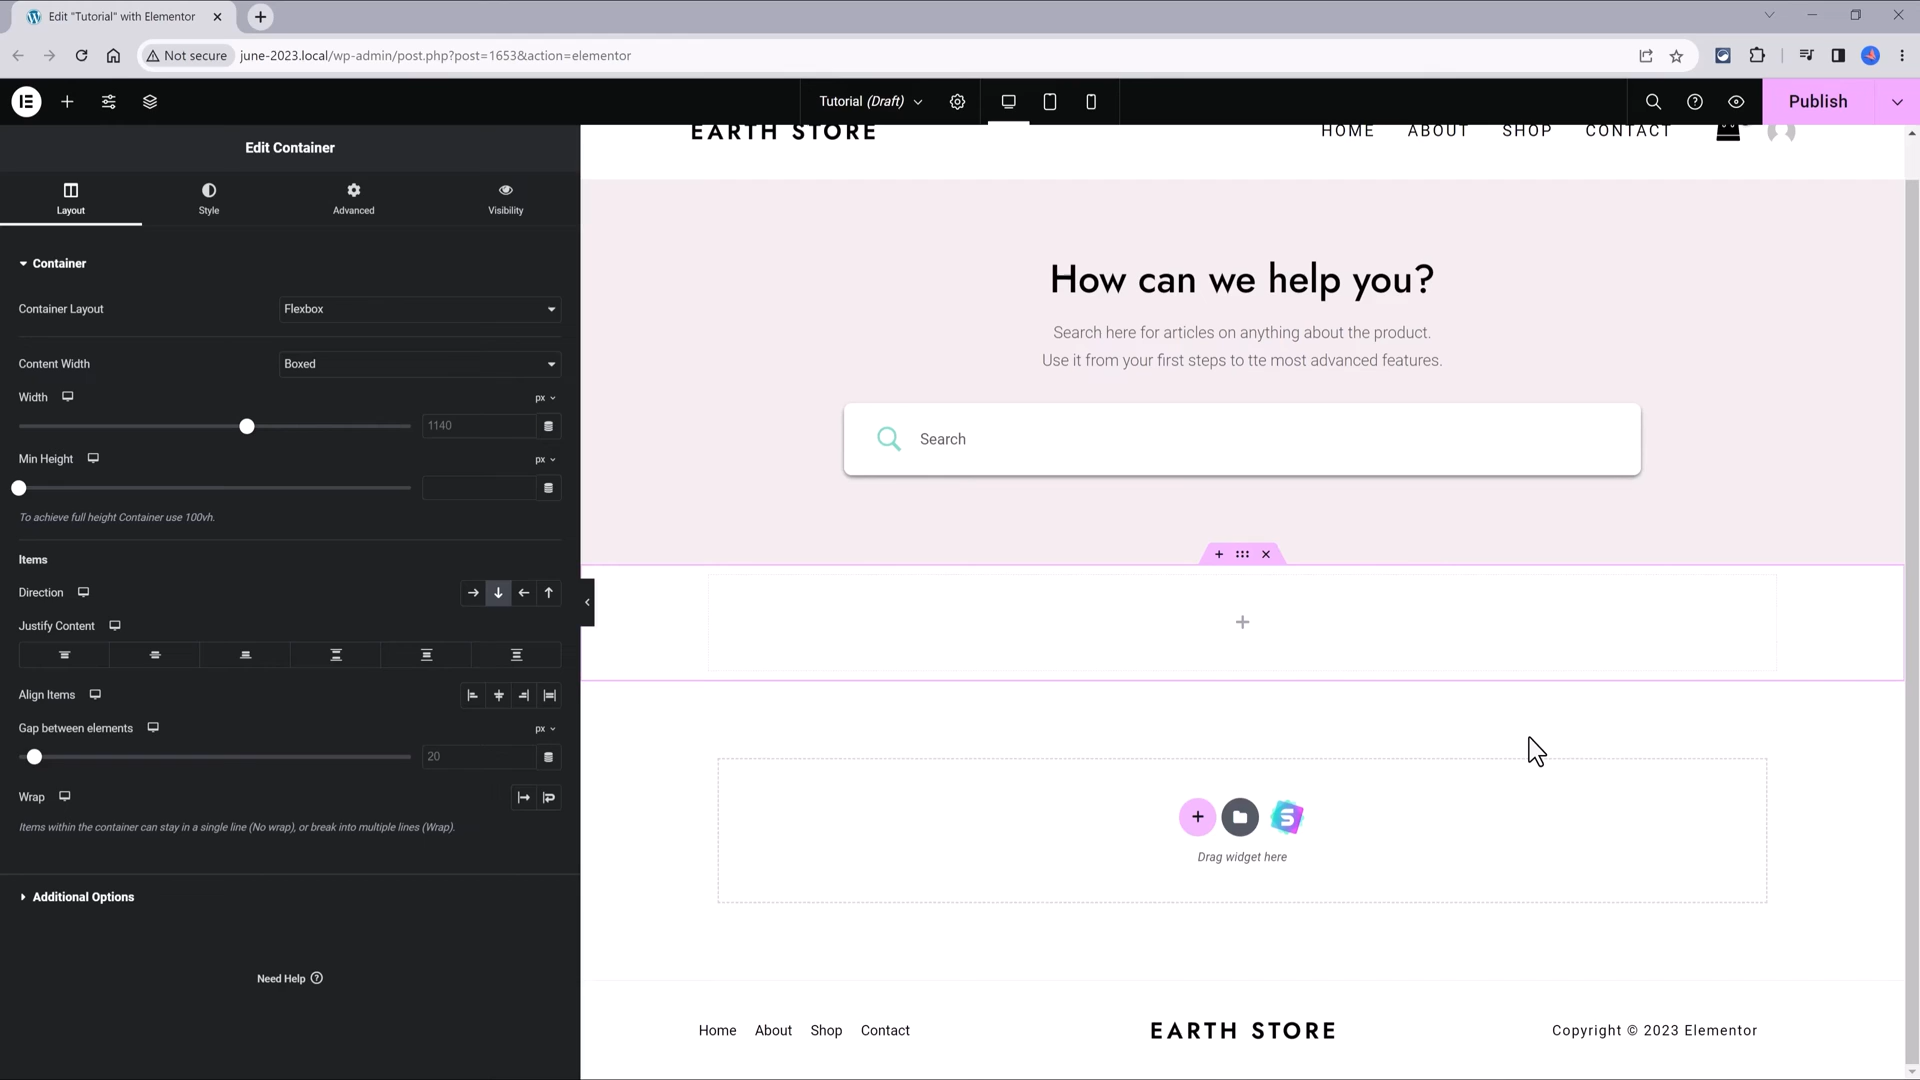 Edit "Tutorial" with Elementor
Not secure
june-2023.local/wp-admin/post.php?post=1653&action=elementor
Tutorial (Draft)
Publish
Edit Container
Layout
Style
Advanced
Visibility
Container
Container Layout
Flexbox
Content Width
Boxed
Width
px
1140
Min Height
px
To achieve full height Container use 100vh.
Items
Direction
Justify Content
Align Items
Gap between elements
px
20
Wrap
Items within the container can stay in a single line (No wrap), or break into multiple lines (Wrap).
Additional Options
Need Help
EARTH STORE
HOME
ABOUT
SHOP
CONTACT
How can we help you?
Search here for articles on anything about the product.
Use it from your first steps to tte most advanced features.
Search
Drag widget here
Home
About
Shop
Contact
EARTH STORE
Copyright © 2023 Elementor